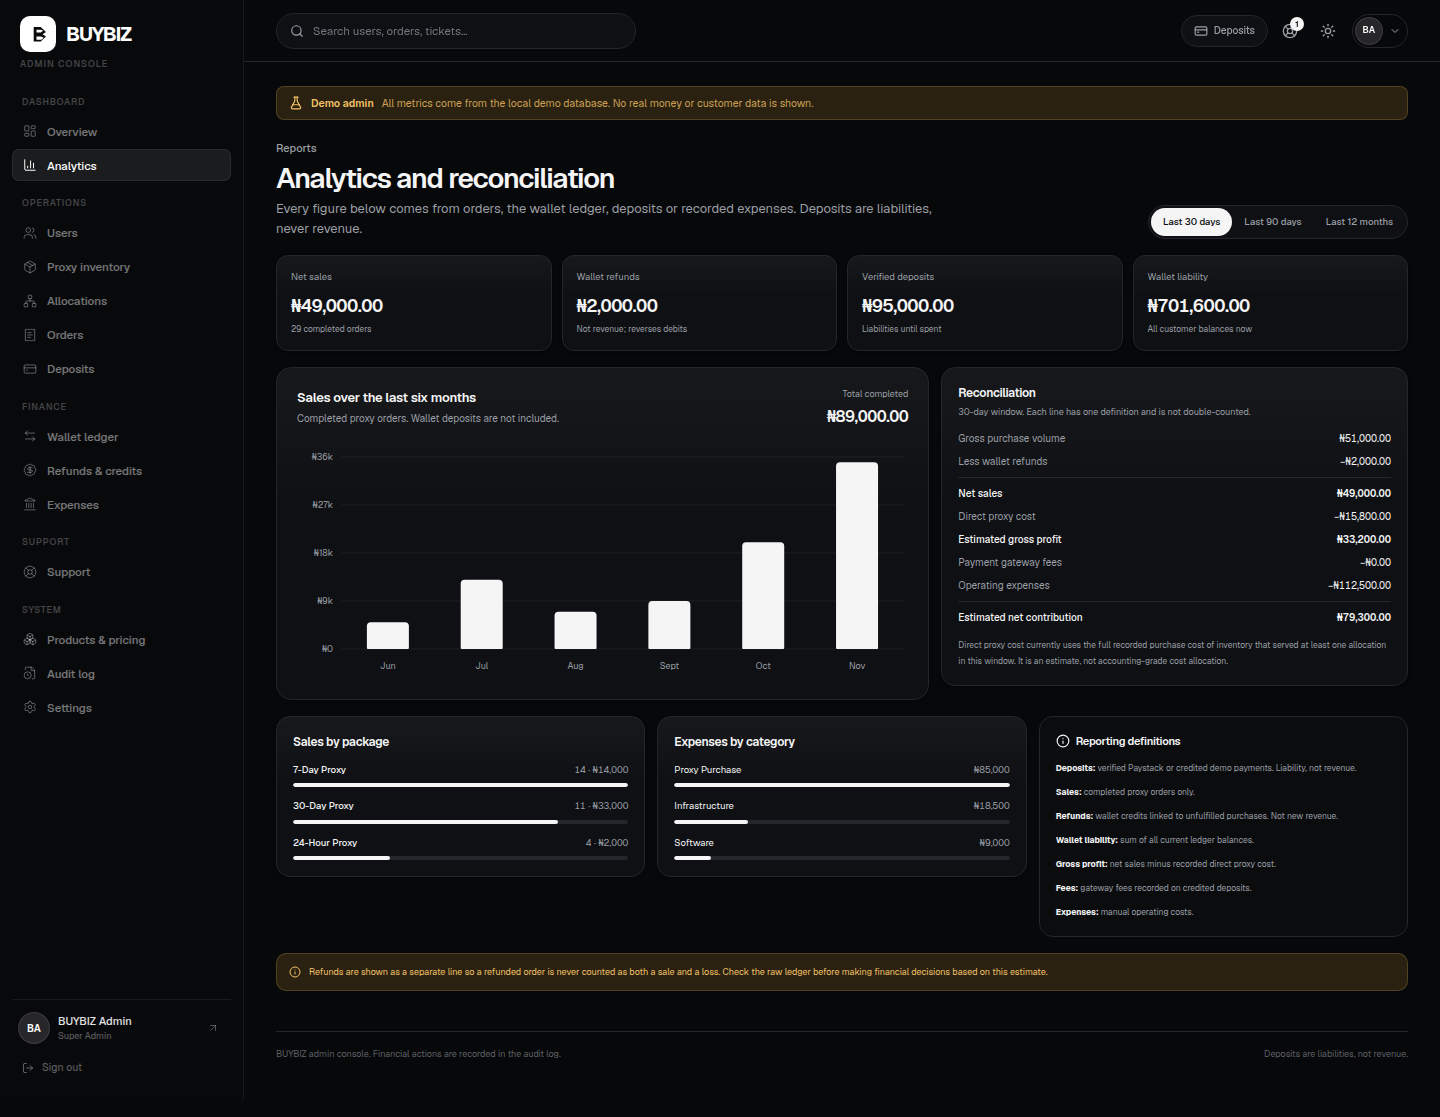 BUYBIZ
ADMIN CONSOLE
DASHBOARD
Overview
Analytics
OPERATIONS
Users
Proxy inventory
Allocations
Orders
Deposits
FINANCE
Wallet ledger
Refunds & credits
Expenses
SUPPORT
Support
SYSTEM
Products & pricing
Audit log
Settings
BA
BUYBIZ Admin
Super Admin
Sign out
Search users, orders, tickets...
Deposits
1
BA
Demo admin All metrics come from the local demo database. No real money or customer data is shown.
Reports
Analytics and reconciliation
Every figure below comes from orders, the wallet ledger, deposits or recorded expenses. Deposits are liabilities,
never revenue.
Last 30 days
Last 90 days
Last 12 months
Net sales
₦49,000.00
29 completed orders
Wallet refunds
₦2,000.00
Not revenue; reverses debits
Verified deposits
₦95,000.00
Liabilities until spent
Wallet liability
₦701,600.00
All customer balances now
Sales over the last six months
Completed proxy orders. Wallet deposits are not included.
Total completed
₦89,000.00
₦36k
₦27k
₦18k
₦9k
₦0
Jun
Jul
Aug
Sept
Oct
Nov
Reconciliation
30-day window. Each line has one definition and is not double-counted.
Gross purchase volume ₦51,000.00
Less wallet refunds −₦2,000.00
Net sales ₦49,000.00
Direct proxy cost −₦15,800.00
Estimated gross profit ₦33,200.00
Payment gateway fees −₦0.00
Operating expenses −₦112,500.00
Estimated net contribution ₦79,300.00
Direct proxy cost currently uses the full recorded purchase cost of inventory that served at least one allocation
in this window. It is an estimate, not accounting-grade cost allocation.
Sales by package
7-Day Proxy 14 · ₦14,000
30-Day Proxy 11 · ₦33,000
24-Hour Proxy 4 · ₦2,000
Expenses by category
Proxy Purchase ₦85,000
Infrastructure ₦18,500
Software ₦9,000
Reporting definitions
Deposits: verified Paystack or credited demo payments. Liability, not revenue.
Sales: completed proxy orders only.
Refunds: wallet credits linked to unfulfilled purchases. Not new revenue.
Wallet liability: sum of all current ledger balances.
Gross profit: net sales minus recorded direct proxy cost.
Fees: gateway fees recorded on credited deposits.
Expenses: manual operating costs.
Refunds are shown as a separate line so a refunded order is never counted as both a sale and a loss. Check the raw ledger before making financial decisions based on this estimate.
BUYBIZ admin console. Financial actions are recorded in the audit log.
Deposits are liabilities, not revenue.